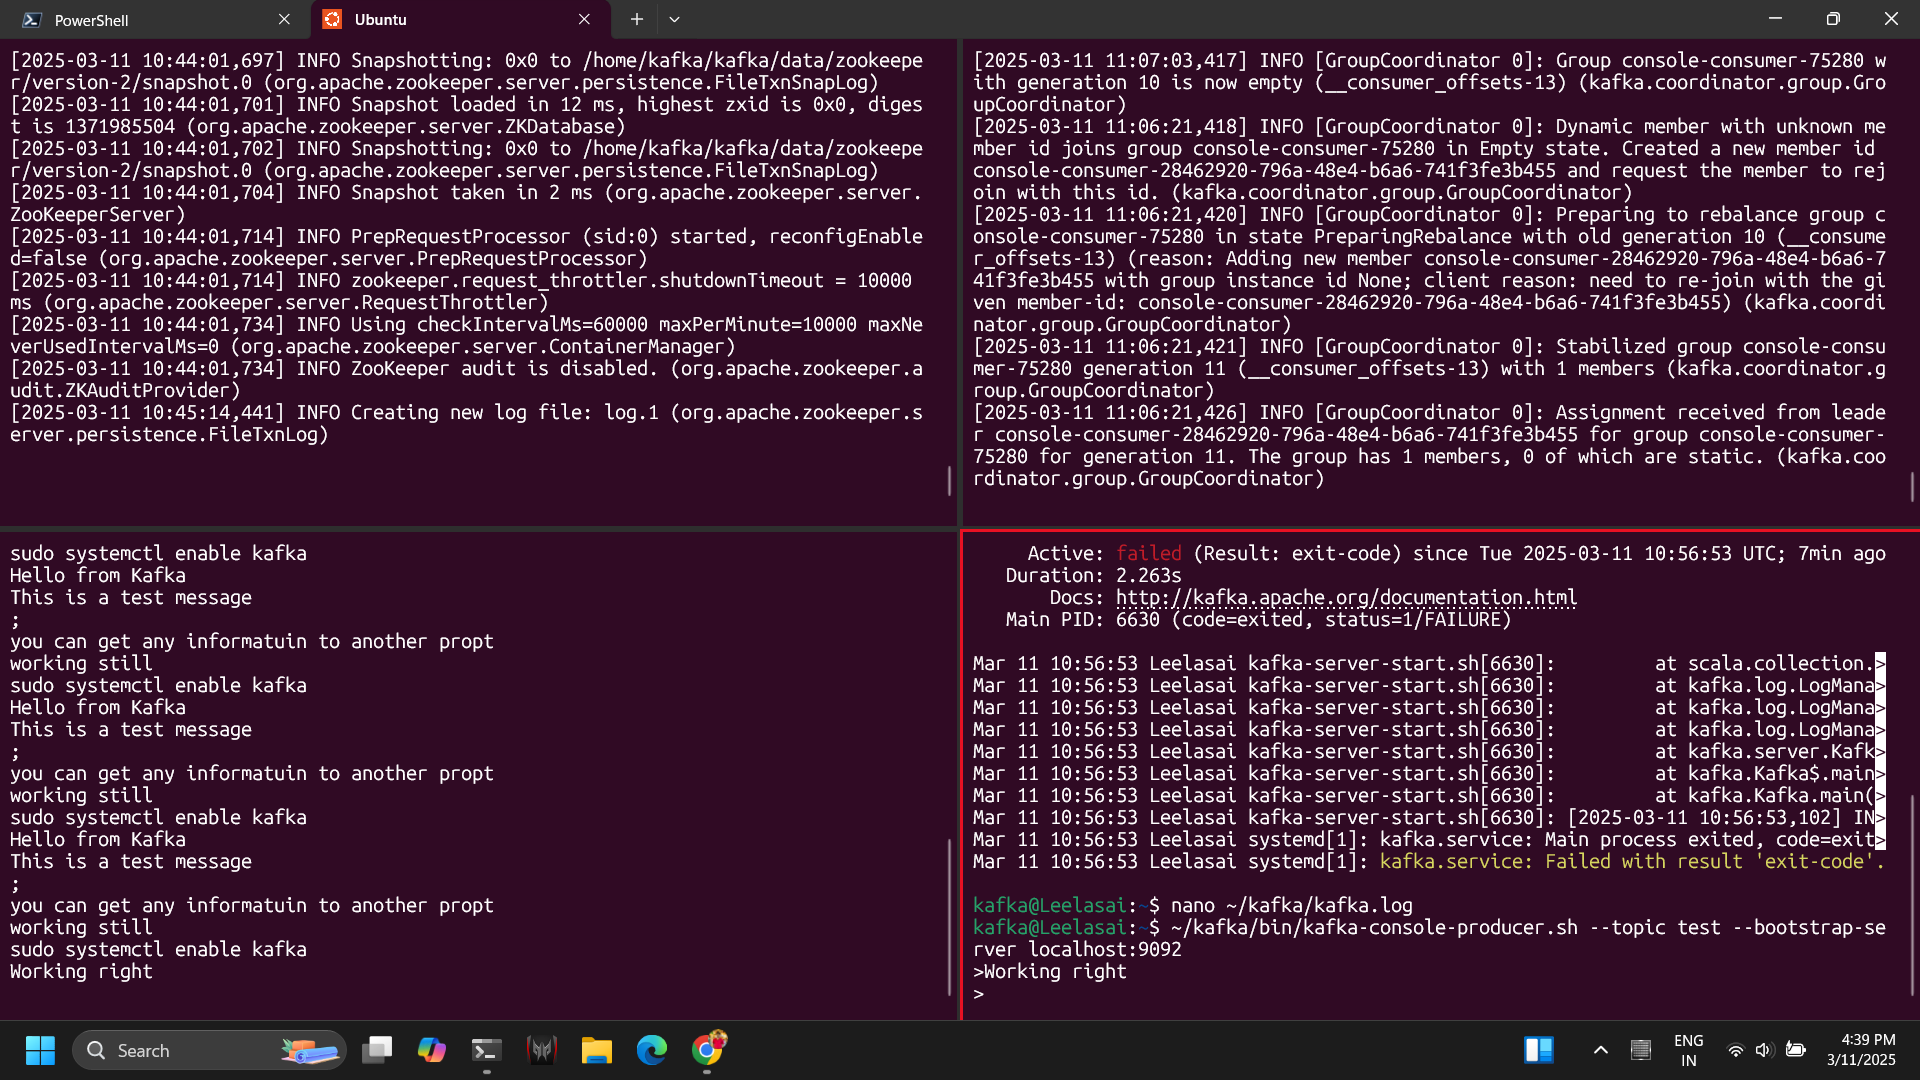 PowerShell
Ubuntu
[2025-03-11 10:44:01,697] INFO Snapshotting: 0x0 to /home/kafka/kafka/data/zookeepe
r/version-2/snapshot.0 (org.apache.zookeeper.server.persistence.FileTxnSnapLog)
[2025-03-11 10:44:01,701] INFO Snapshot loaded in 12 ms, highest zxid is 0x0, diges
t is 1371985504 (org.apache.zookeeper.server.ZKDatabase)
[2025-03-11 10:44:01,702] INFO Snapshotting: 0x0 to /home/kafka/kafka/data/zookeepe
r/version-2/snapshot.0 (org.apache.zookeeper.server.persistence.FileTxnSnapLog)
[2025-03-11 10:44:01,704] INFO Snapshot taken in 2 ms (org.apache.zookeeper.server.
ZooKeeperServer)
[2025-03-11 10:44:01,714] INFO PrepRequestProcessor (sid:0) started, reconfigEnable
d=false (org.apache.zookeeper.server.PrepRequestProcessor)
[2025-03-11 10:44:01,714] INFO zookeeper.request_throttler.shutdownTimeout = 10000
ms (org.apache.zookeeper.server.RequestThrottler)
[2025-03-11 10:44:01,734] INFO Using checkIntervalMs=60000 maxPerMinute=10000 maxNe
verUsedIntervalMs=0 (org.apache.zookeeper.server.ContainerManager)
[2025-03-11 10:44:01,734] INFO ZooKeeper audit is disabled. (org.apache.zookeeper.a
udit.ZKAuditProvider)
[2025-03-11 10:45:14,441] INFO Creating new log file: log.1 (org.apache.zookeeper.s
erver.persistence.FileTxnLog)
[2025-03-11 11:07:03,417] INFO [GroupCoordinator 0]: Group console-consumer-75280 w
ith generation 10 is now empty (__consumer_offsets-13) (kafka.coordinator.group.Gro
upCoordinator)
[2025-03-11 11:06:21,418] INFO [GroupCoordinator 0]: Dynamic member with unknown me
mber id joins group console-consumer-75280 in Empty state. Created a new member id
console-consumer-28462920-796a-48e4-b6a6-741f3fe3b455 and request the member to rej
oin with this id. (kafka.coordinator.group.GroupCoordinator)
[2025-03-11 11:06:21,420] INFO [GroupCoordinator 0]: Preparing to rebalance group c
onsole-consumer-75280 in state PreparingRebalance with old generation 10 (__consume
r_offsets-13) (reason: Adding new member console-consumer-28462920-796a-48e4-b6a6-7
41f3fe3b455 with group instance id None; client reason: need to re-join with the gi
ven member-id: console-consumer-28462920-796a-48e4-b6a6-741f3fe3b455) (kafka.coordi
nator.group.GroupCoordinator)
[2025-03-11 11:06:21,421] INFO [GroupCoordinator 0]: Stabilized group console-consu
mer-75280 generation 11 (__consumer_offsets-13) with 1 members (kafka.coordinator.g
roup.GroupCoordinator)
[2025-03-11 11:06:21,426] INFO [GroupCoordinator 0]: Assignment received from leade
r console-consumer-28462920-796a-48e4-b6a6-741f3fe3b455 for group console-consumer-
75280 for generation 11. The group has 1 members, 0 of which are static. (kafka.coo
rdinator.group.GroupCoordinator)
sudo systemctl enable kafka
Hello from Kafka
This is a test message
;
you can get any informatuin to another propt
working still
sudo systemctl enable kafka
Hello from Kafka
This is a test message
;
you can get any informatuin to another propt
working still
sudo systemctl enable kafka
Hello from Kafka
This is a test message
;
you can get any informatuin to another propt
working still
sudo systemctl enable kafka
Working right
Active: failed (Result: exit-code) since Tue 2025-03-11 10:56:53 UTC; 7min ago
Duration: 2.263s
Docs: http://kafka.apache.org/documentation.html
Main PID: 6630 (code=exited, status=1/FAILURE)
Mar 11 10:56:53 Leelasai kafka-server-start.sh[6630]:         at scala.collection.>
Mar 11 10:56:53 Leelasai kafka-server-start.sh[6630]:         at kafka.log.LogMana>
Mar 11 10:56:53 Leelasai kafka-server-start.sh[6630]:         at kafka.log.LogMana>
Mar 11 10:56:53 Leelasai kafka-server-start.sh[6630]:         at kafka.log.LogMana>
Mar 11 10:56:53 Leelasai kafka-server-start.sh[6630]:         at kafka.server.Kafk>
Mar 11 10:56:53 Leelasai kafka-server-start.sh[6630]:         at kafka.Kafka$.main>
Mar 11 10:56:53 Leelasai kafka-server-start.sh[6630]:         at kafka.Kafka.main(>
Mar 11 10:56:53 Leelasai kafka-server-start.sh[6630]: [2025-03-11 10:56:53,102] IN>
Mar 11 10:56:53 Leelasai systemd[1]: kafka.service: Main process exited, code=exit>
Mar 11 10:56:53 Leelasai systemd[1]: kafka.service: Failed with result 'exit-code'.
kafka@Leelasai:~$ nano ~/kafka/kafka.log
kafka@Leelasai:~$ ~/kafka/bin/kafka-console-producer.sh --topic test --bootstrap-se
rver localhost:9092
>Working right
>
Search
ENG
IN
4:39 PM
3/11/2025